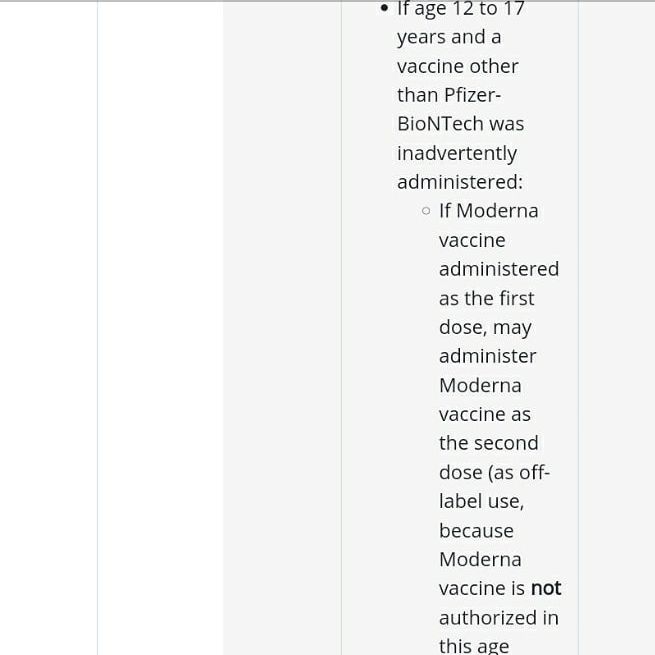 • If age 12 to 17
years and a
vaccine other
than Pfizer-
BioNTech was
inadvertently
administered:
○ If Moderna
vaccine
administered
as the first
dose, may
administer
Moderna
vaccine as
the second
dose (as off-
label use,
because
Moderna
vaccine is not
authorized in
this age